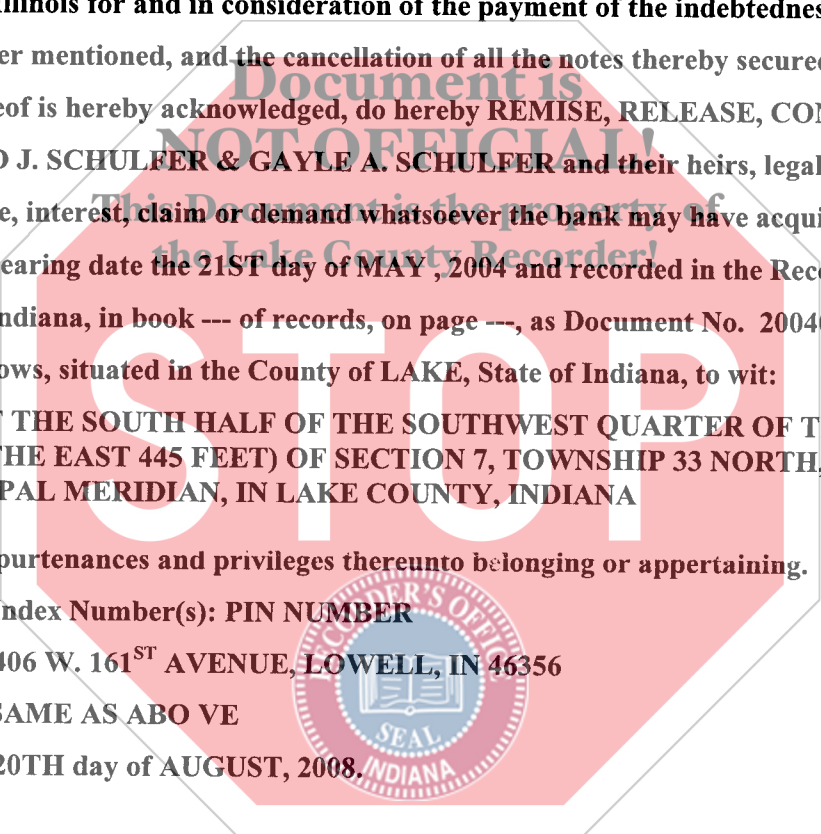 Illinois for and in consideration of the payment of the indebtednes
er mentioned, and the cancellation of all the notes thereby secured
Document is
eof is hereby acknowledged, do hereby REMISE, RELEASE, CON
NOT OFFICIAL!
J. SCHULFER & GAYLE A. SCHULFER and their heirs, legal
This Document is the property of
e, interest, claim or demand whatsoever the bank may have acqui
the Lake County Recorder!
earing date the 21ST day of MAY , 2004 and recorded in the Reco
ndiana, in book --- of records, on page ---, as Document No. 2004
ows, situated in the County of LAKE, State of Indiana, to wit:
STOP
THE SOUTH HALF OF THE SOUTHWEST QUARTER OF T
THE EAST 445 FEET) OF SECTION 7, TOWNSHIP 33 NORTH,
PAL MERIDIAN, IN LAKE COUNTY, INDIANA
purtenances and privileges thereunto belonging or appertaining.
ndex Number(s): PIN NUMBER
406 W. 161ST AVENUE, LOWELL, IN 46356
SAME AS ABO VE
20TH day of AUGUST, 2008.
RECORDER'S OFFICE
SEAL
INDIANA